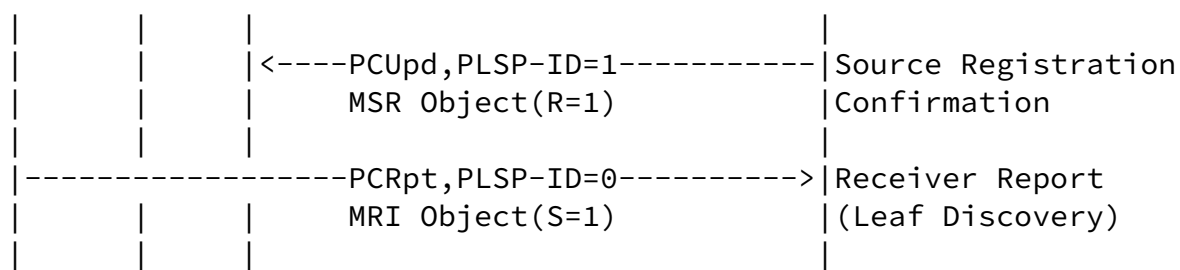 |      |     |                                |
|      |     |<----PCUpd,PLSP-ID=1-----------|Source Registration
|      |     |     MSR Object(R=1)            |Confirmation
|      |     |                                |
|------------------PCRpt,PLSP-ID=0---------->|Receiver Report
|      |     |     MRI Object(S=1)            |(Leaf Discovery)
|      |     |                                |